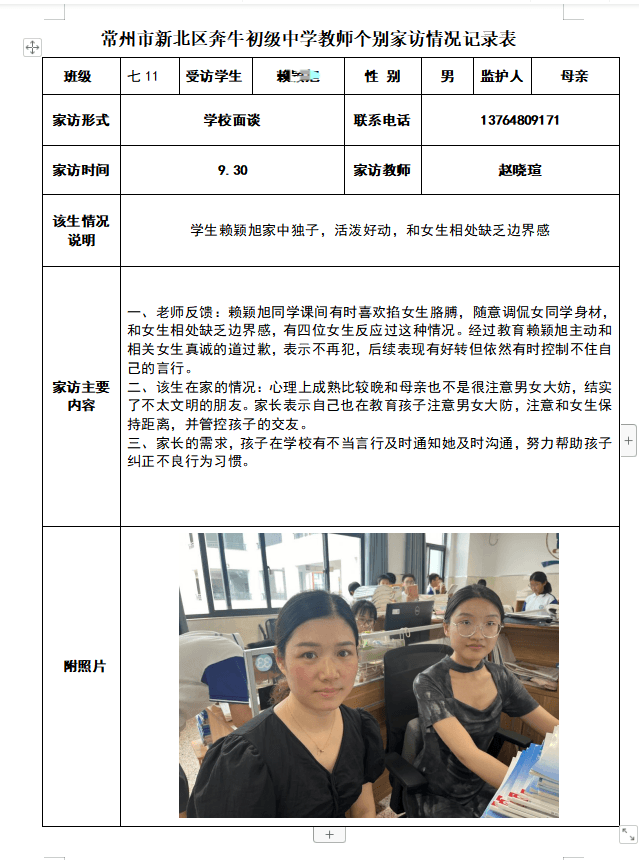 常州市新北区奔牛初级中学教师个别家访情况记录表
班级 七 11 受访学生 赖 性 别 男 监护人 母亲
家访形式 学校面谈 联系电话 13764809171
家访时间 9.30 家访教师 赵晓瑄
该生情况
说明
学生赖颖旭家中独子，活泼好动，和女生相处缺乏边界感
家访主要
内容
一、老师反馈：赖颖旭同学课间有时喜欢掐女生胳膊，随意调侃女同学身材，
和女生相处缺乏边界感，有四位女生反应过这种情况。经过教育赖颖旭主动和
相关女生真诚的道过歉，表示不再犯，后续表现有好转但依然有时控制不住自
己的言行。
二、该生在家的情况：心理上成熟比较晚和母亲也不是很注意男女大妨，结实
了不太文明的朋友。家长表示自己也在教育孩子注意男女大防，注意和女生保
持距离，并管控孩子的交友。
三、家长的需求，孩子在学校有不当言行及时通知她及时沟通，努力帮助孩子
纠正不良行为习惯。
附照片